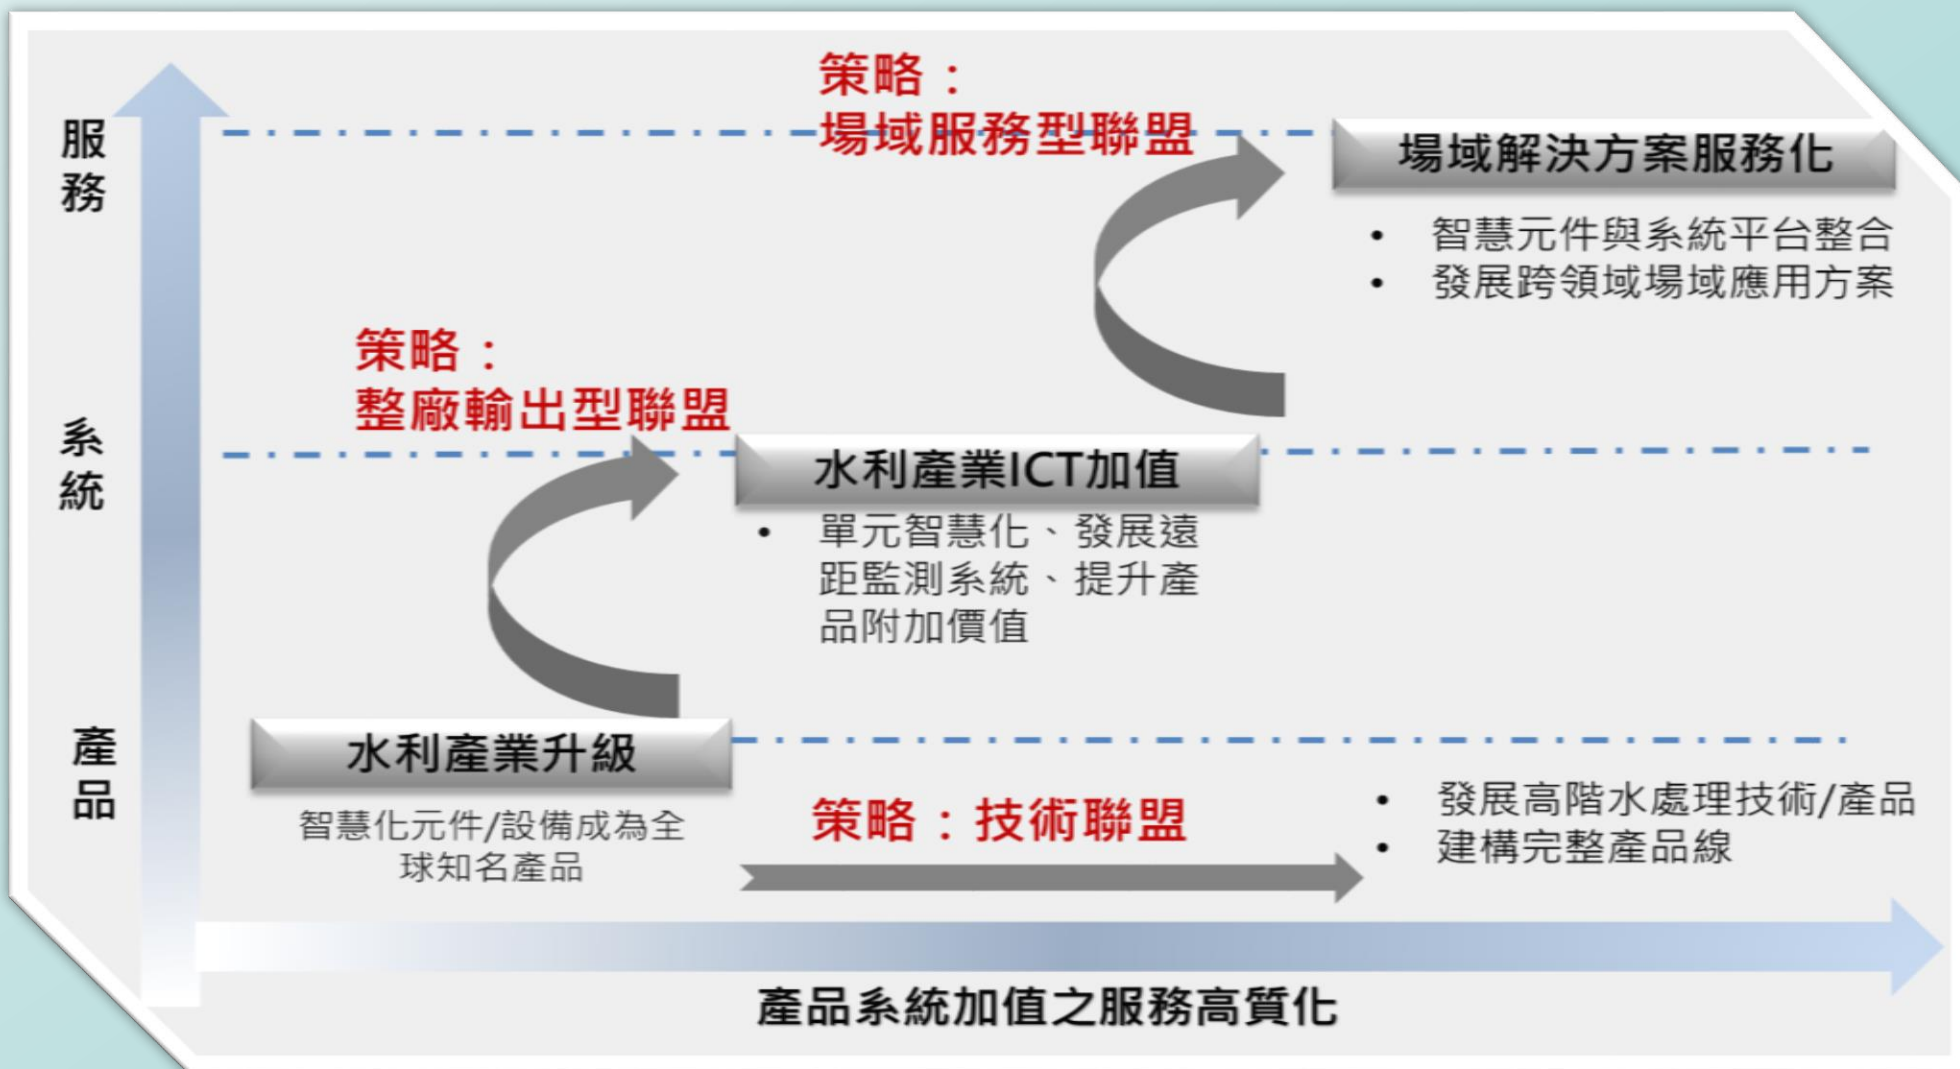 策略：
場域服務型聯盟
服
務
場域解決方案服務化
• 智慧元件與系統平台整合
• 發展跨領域場域應用方案
策略：
整廠輸出型聯盟
系
統
水利產業ICT加值
• 單元智慧化、發展遠
距監測系統、提升產
品附加價值
產
品
水利產業升級
智慧化元件/設備成為全
球知名產品
策略：技術聯盟
• 發展高階水處理技術/產品
• 建構完整產品線
產品系統加值之服務高質化